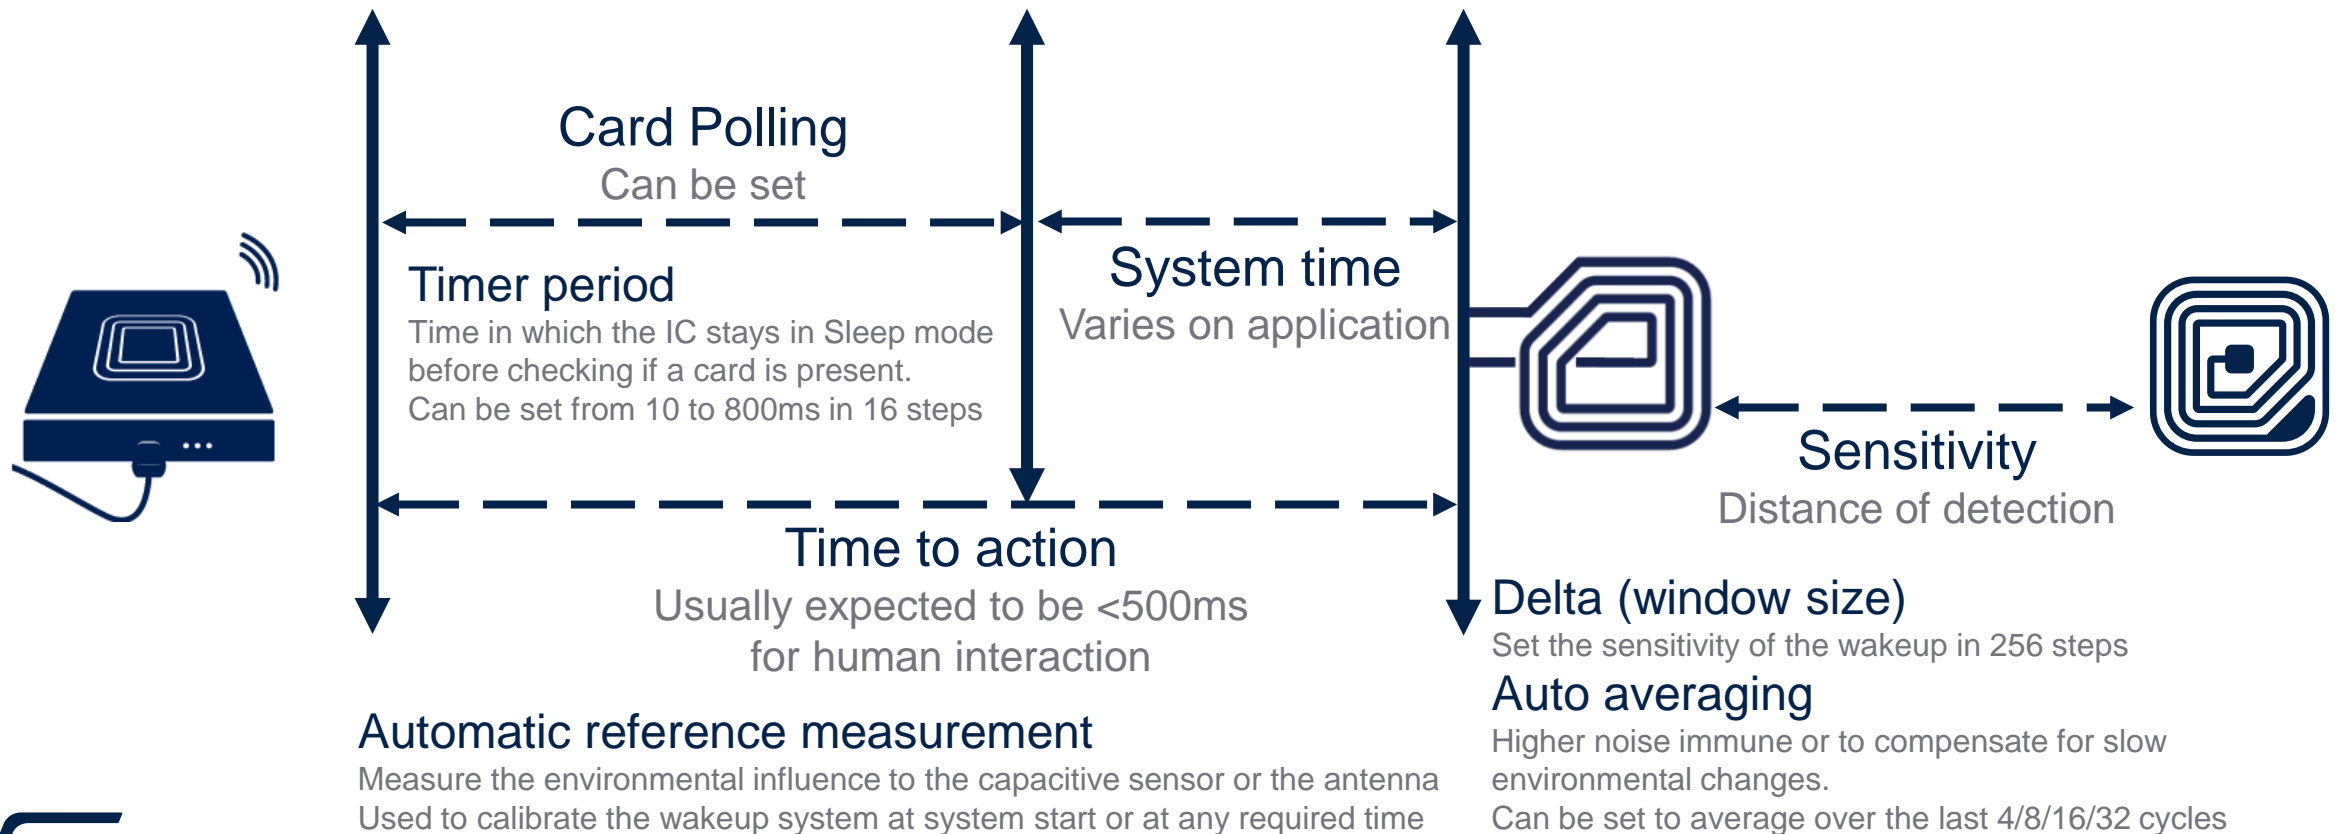 Card Polling
Can be set
Timer period
Time in which the IC stays in Sleep mode
before checking if a card is present.
Can be set from 10 to 800ms in 16 steps
System time
Varies on application
Sensitivity
Distance of detection
Time to action
Usually expected to be <500ms
for human interaction
Delta (window size)
Set the sensitivity of the wakeup in 256 steps
Auto averaging
Higher noise immune or to compensate for slow
environmental changes.
Can be set to average over the last 4/8/16/32 cycles
Automatic reference measurement
Measure the environmental influence to the capacitive sensor or the antenna
Used to calibrate the wakeup system at system start or at any required time